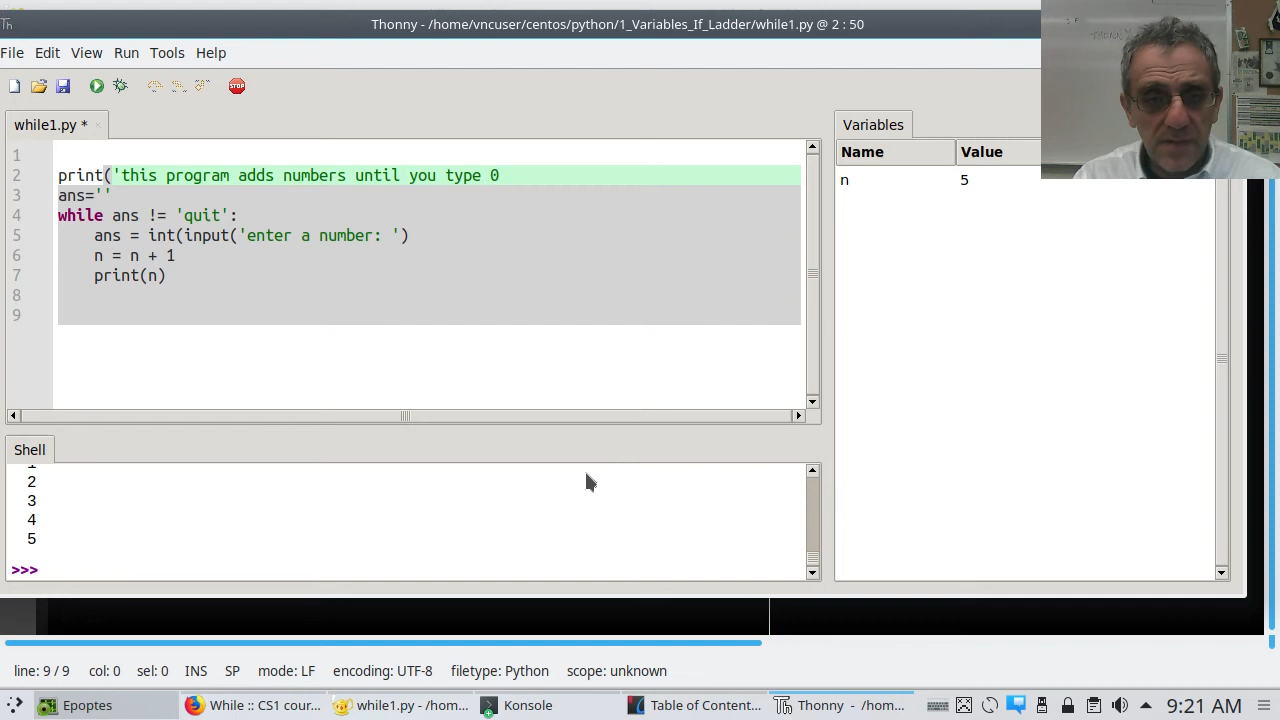 Th Thonny - /home/vncuser/centos/python/1_Variables_If_Ladder/while1.py @ 2 : 50
File Edit View Run Tools Help
STOP
while1.py *
1
2 print('this program adds numbers until you type 0
3 ans=''
4 while ans != 'quit':
5 ans = int(input('enter a number: ')
6 n = n + 1
7 print(n)
8
9
Variables
Name Value
n 5
Shell
2
3
4
5
>>>
line: 9 / 9 col: 0 sel: 0 INS SP mode: LF encoding: UTF-8 filetype: Python scope: unknown
Epoptes While :: CS1 cour... while1.py - /hom... Konsole Table of Content... Th Thonny - /ho... 9:21 AM